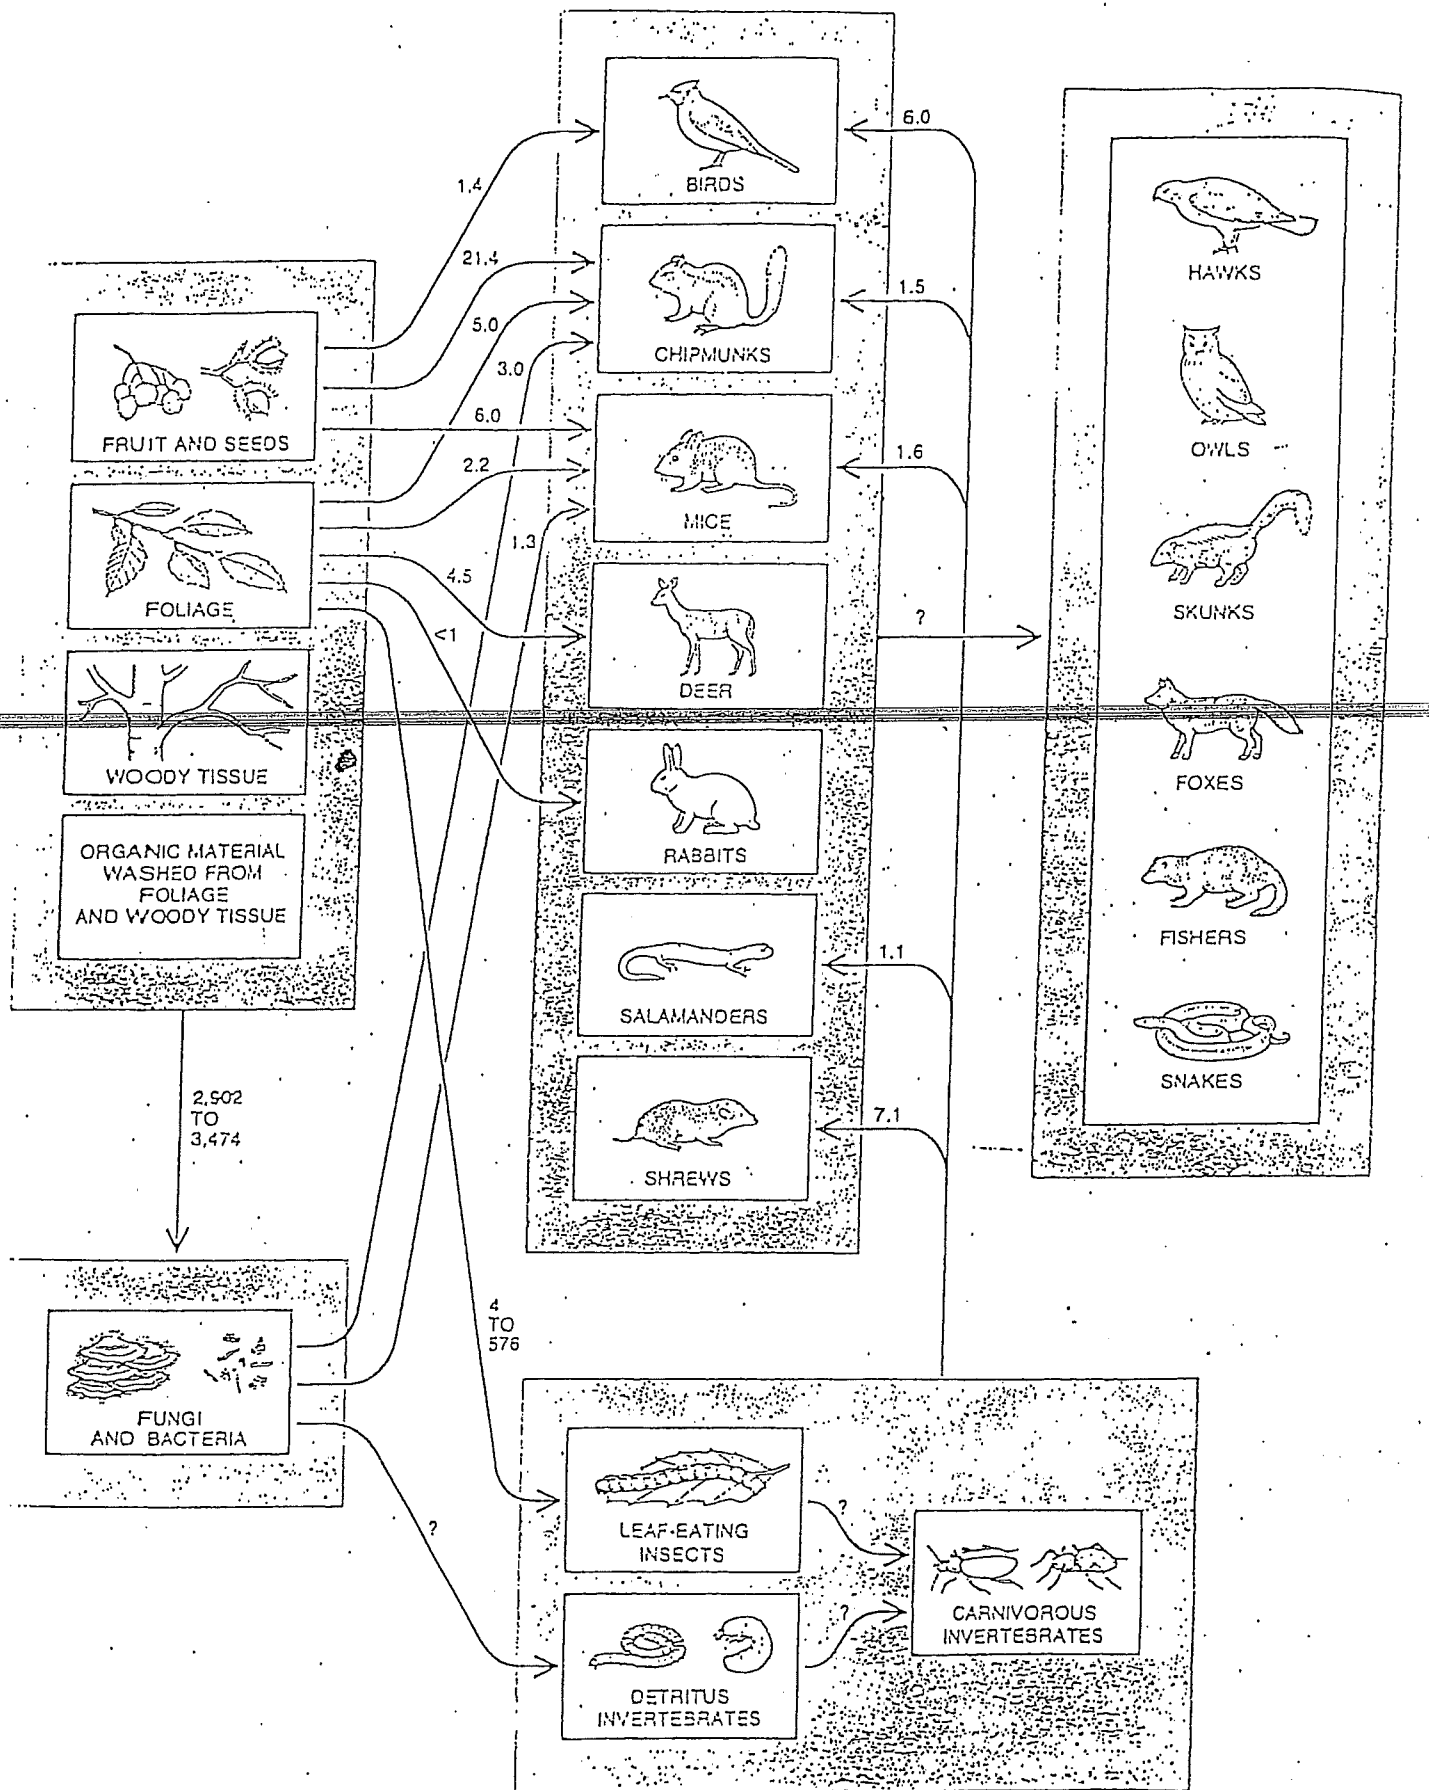 BIRDS
6.0
1.4
HAWKS
21.4
1.5
5.0
CHIPMUNKS
3.0
FRUIT AND SEEDS
6.0
OWLS
2.2
1.6
MICE
1.3
FOLIAGE
4.5
<1
SKUNKS
?
DEER
WOODY TISSUE
FOXES
RABBITS
ORGANIC MATERIAL
WASHED FROM
FOLIAGE
AND WOODY TISSUE
FISHERS
1.1
SALAMANDERS
SNAKES
2,902
TO
3,474
7.1
SHREWS
4
TO
576
FUNGI
AND BACTERIA
?
LEAF-EATING
INSECTS
?
?
CARNIVOROUS
INVERTEBRATES
DETRITUS
INVERTEBRATES